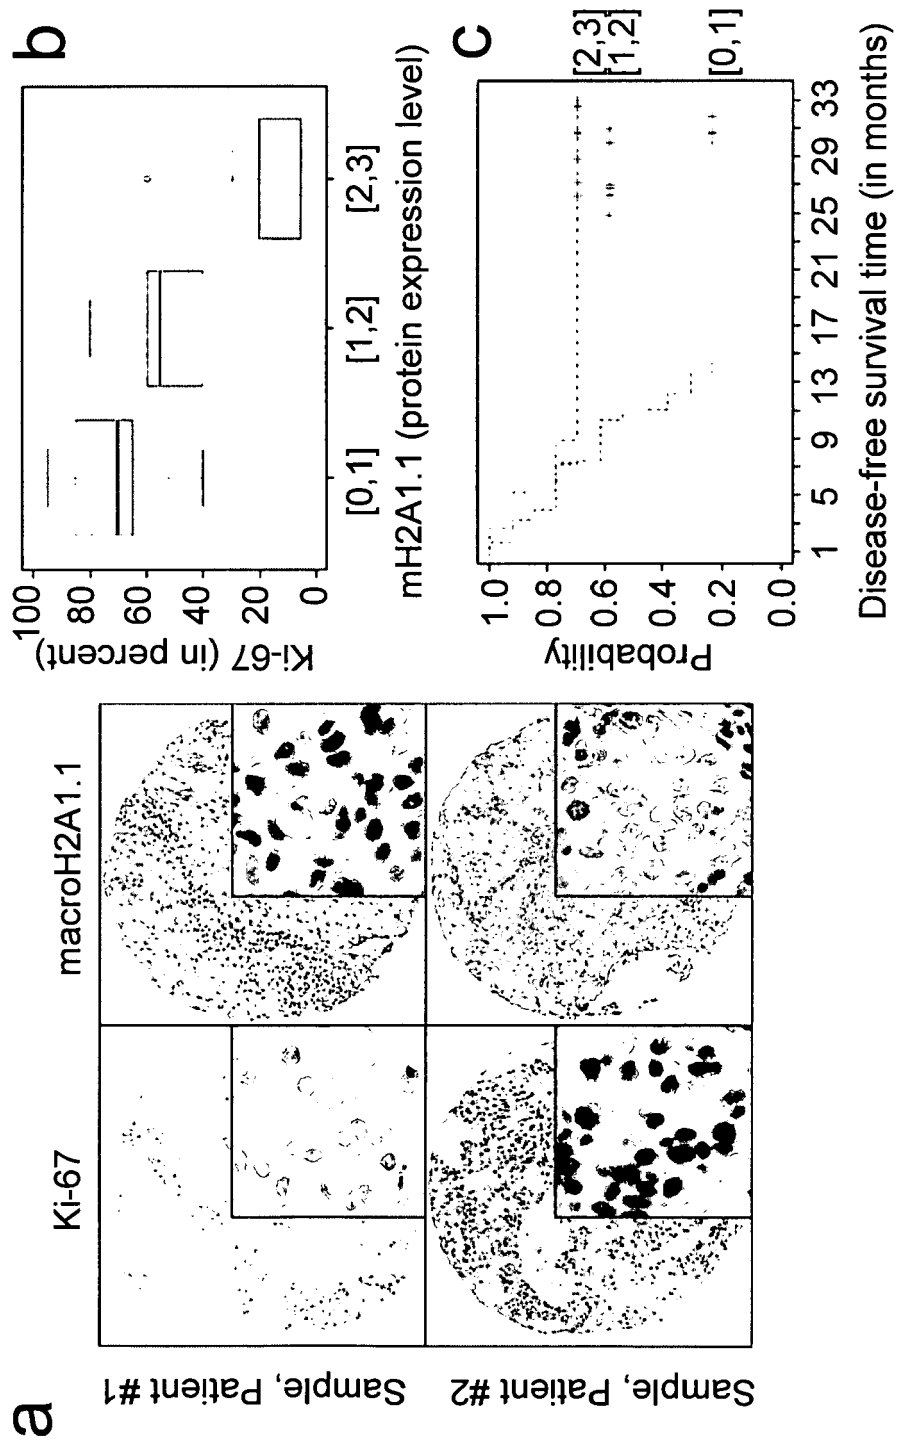 a
Ki-67
macroH2A1.1
Sample, Patient #1
Sample, Patient #2
b
Ki-67 (in percent)
100
80
60
40
20
0
[0,1]
[1,2]
[2,3]
mH2A1.1 (protein expression level)
c
Probability
1.0
0.8
0.6
0.4
0.2
0.0
[2,3]
[1,2]
[0,1]
1 5 9 13 17 21 25 29 33
Disease-free survival time (in months)